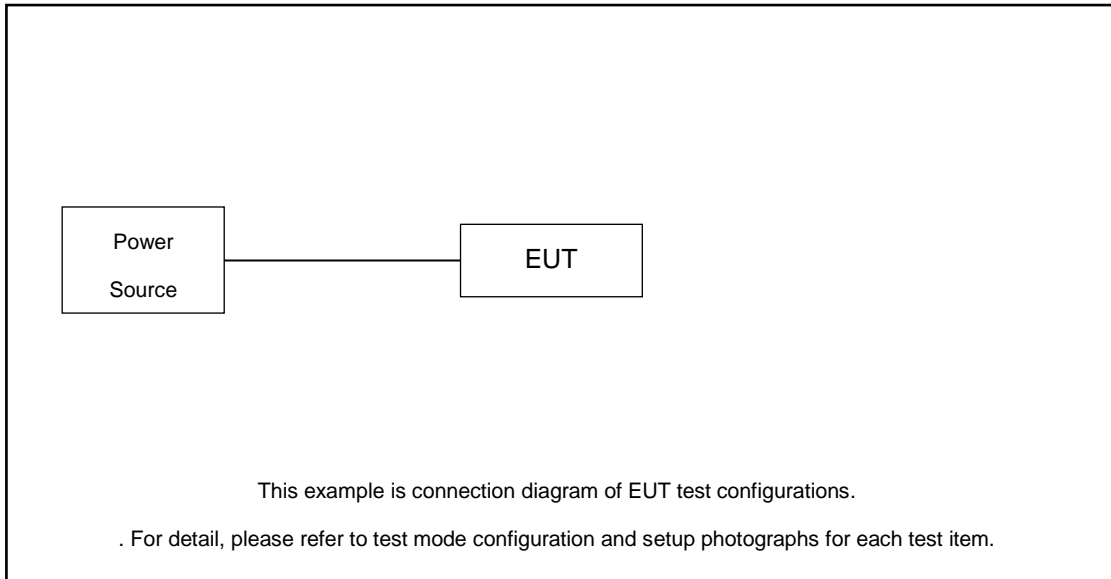 Power
Source
EUT
This example is connection diagram of EUT test configurations.
. For detail, please refer to test mode configuration and setup photographs for each test item.